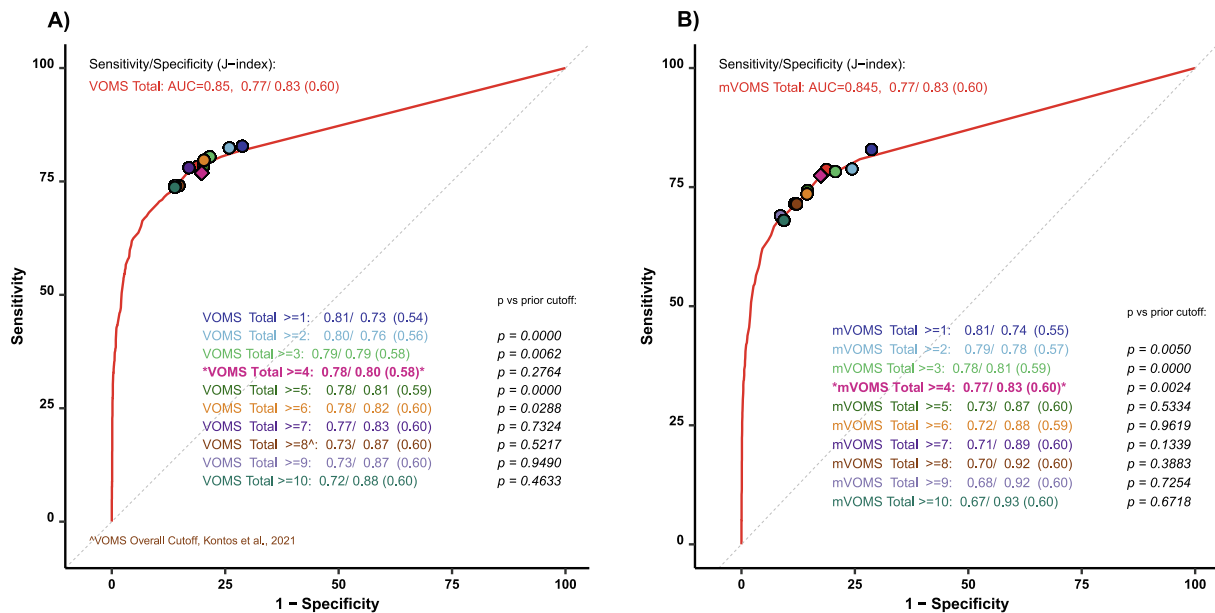 A)
Sensitivity/Specificity (J−index):
VOMS Total: AUC=0.85, 0.77/ 0.83 (0.60)
100
75
50
25
0
Sensitivity
p vs prior cutoff:
VOMS Total >=1: 0.81/ 0.73 (0.54)
VOMS Total >=2: 0.80/ 0.76 (0.56) p = 0.0000
VOMS Total >=3: 0.79/ 0.79 (0.58) p = 0.0062
*VOMS Total >=4: 0.78/ 0.80 (0.58)* p = 0.2764
VOMS Total >=5: 0.78/ 0.81 (0.59) p = 0.0000
VOMS Total >=6: 0.78/ 0.82 (0.60) p = 0.0288
VOMS Total >=7: 0.77/ 0.83 (0.60) p = 0.7324
VOMS Total >=8^: 0.73/ 0.87 (0.60) p = 0.5217
VOMS Total >=9: 0.73/ 0.87 (0.60) p = 0.9490
VOMS Total >=10: 0.72/ 0.88 (0.60) p = 0.4633
^VOMS Overall Cutoff, Kontos et al., 2021
0 25 50 75 100
1 − Specificity
B)
Sensitivity/Specificity (J−index):
mVOMS Total: AUC=0.845, 0.77/ 0.83 (0.60)
100
75
50
25
0
Sensitivity
p vs prior cutoff:
mVOMS Total >=1: 0.81/ 0.74 (0.55)
mVOMS Total >=2: 0.79/ 0.78 (0.57) p = 0.0050
mVOMS Total >=3: 0.78/ 0.81 (0.59) p = 0.0000
*mVOMS Total >=4: 0.77/ 0.83 (0.60)* p = 0.0024
mVOMS Total >=5: 0.73/ 0.87 (0.60) p = 0.5334
mVOMS Total >=6: 0.72/ 0.88 (0.59) p = 0.9619
mVOMS Total >=7: 0.71/ 0.89 (0.60) p = 0.1339
mVOMS Total >=8: 0.70/ 0.92 (0.60) p = 0.3883
mVOMS Total >=9: 0.68/ 0.92 (0.60) p = 0.7254
mVOMS Total >=10: 0.67/ 0.93 (0.60) p = 0.6718
0 25 50 75 100
1 − Specificity